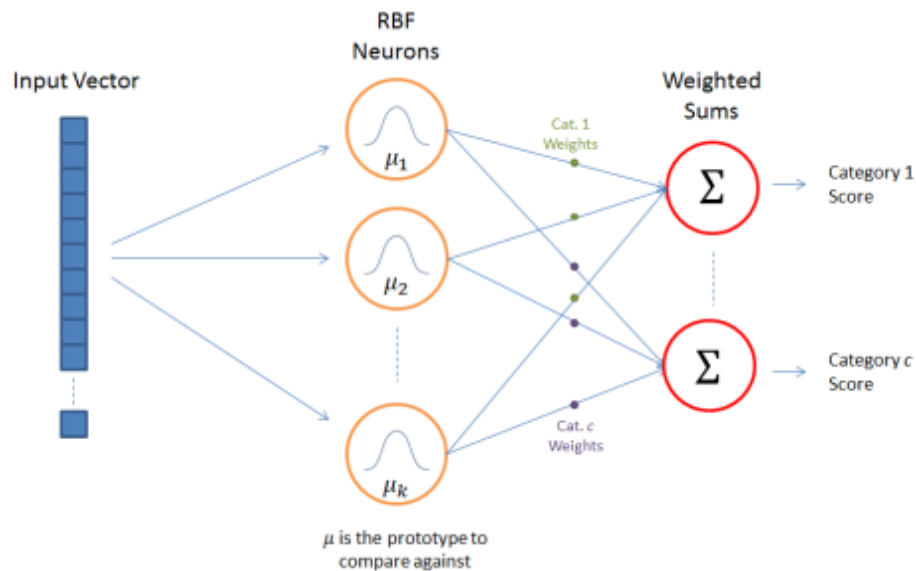 RBF
Neurons
Input Vector
Weighted
Sums
Cat. 1
Weights
μ₁
Σ
Category 1
Score
μ₂
Σ
Category c
Score
Cat. c
Weights
μₖ
μ is the prototype to
compare against